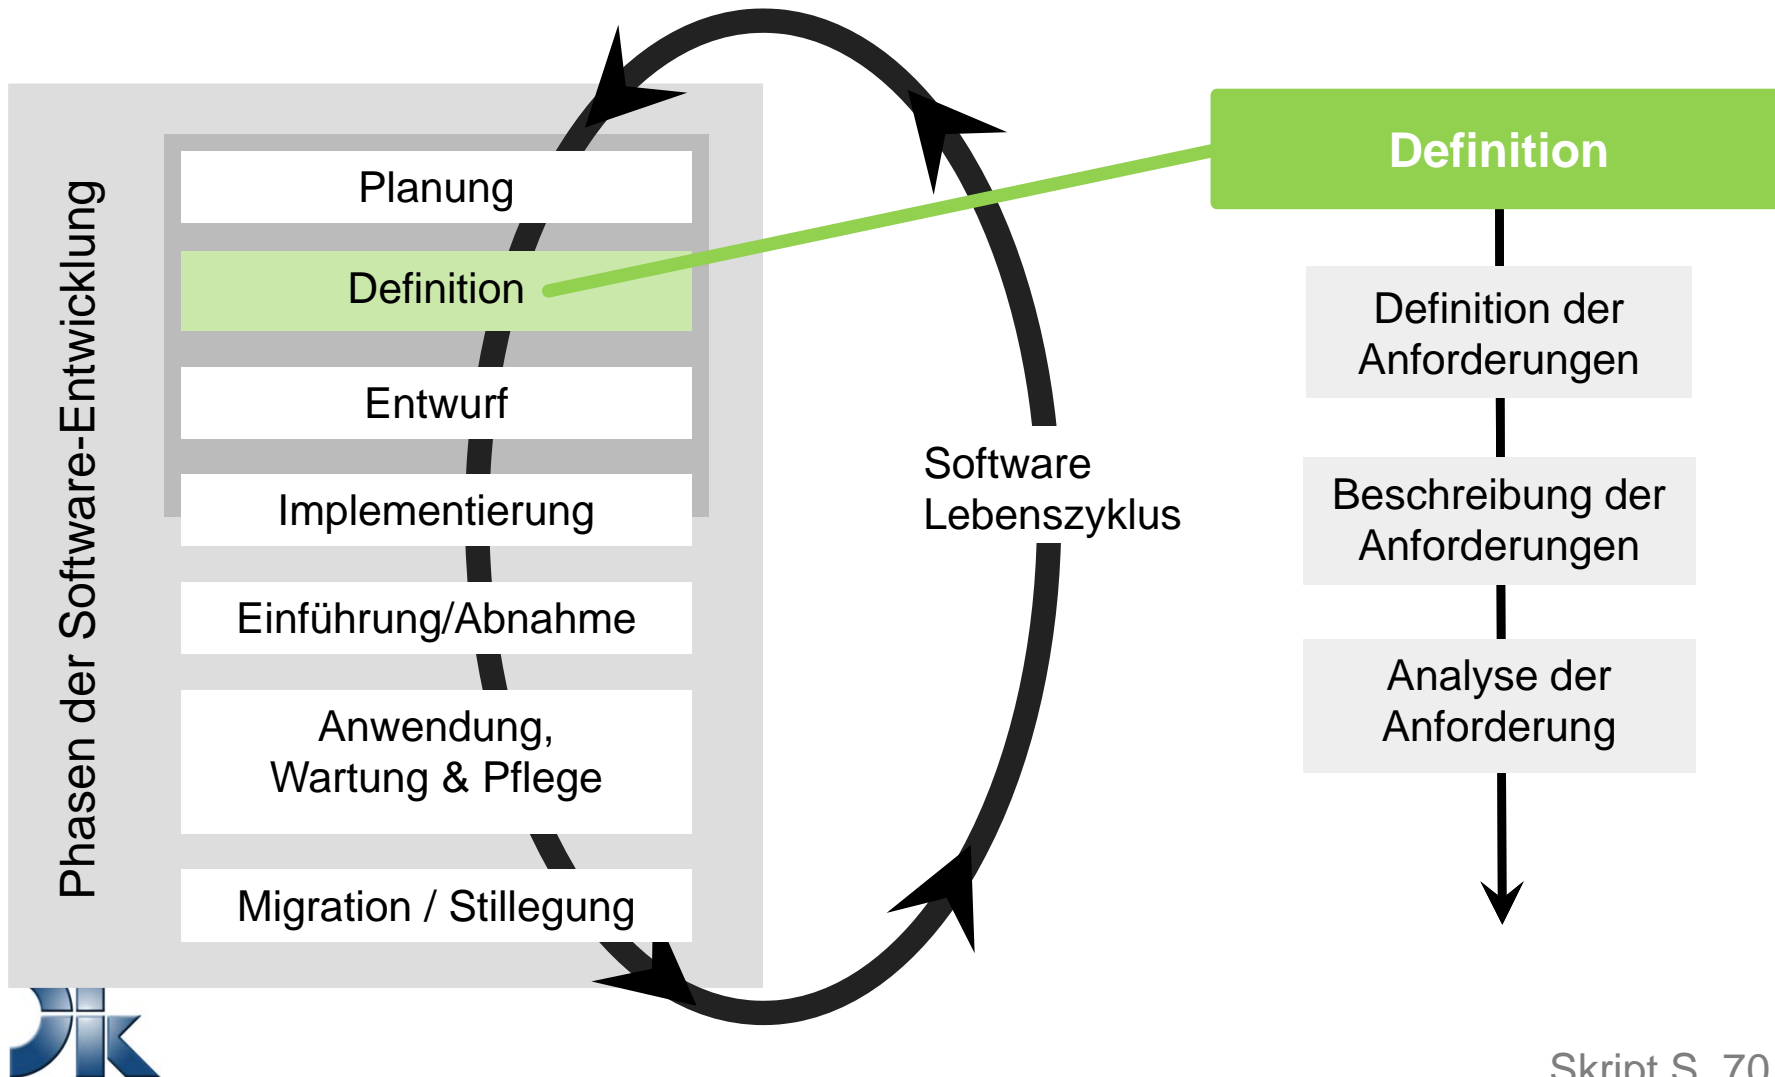 Phasen der Software-Entwicklung
Planung
Definition
Entwurf
Implementierung
Einführung/Abnahme
Anwendung,
Wartung & Pflege
Migration / Stillegung
Software
Lebenszyklus
Definition
Definition der
Anforderungen
Beschreibung der
Anforderungen
Analyse der
Anforderung
Skript S. 70